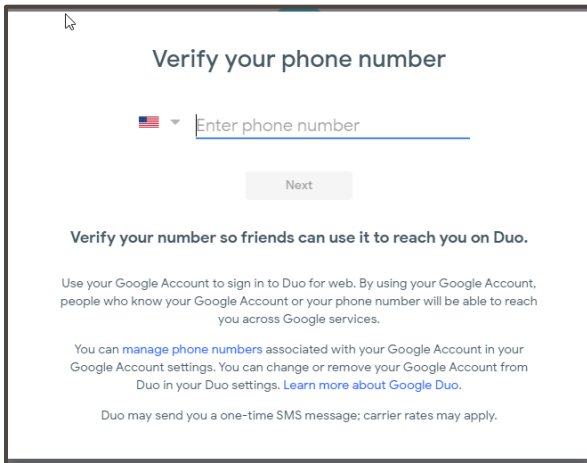 Verify your phone number
Enter phone number
Next
Verify your number so friends can use it to reach you on Duo.
Use your Google Account to sign in to Duo for web. By using your Google Account,
people who know your Google Account or your phone number will be able to reach
you across Google services.
You can manage phone numbers associated with your Google Account in your
Google Account settings. You can change or remove your Google Account from
Duo in your Duo settings. Learn more about Google Duo.
Duo may send you a one-time SMS message; carrier rates may apply.